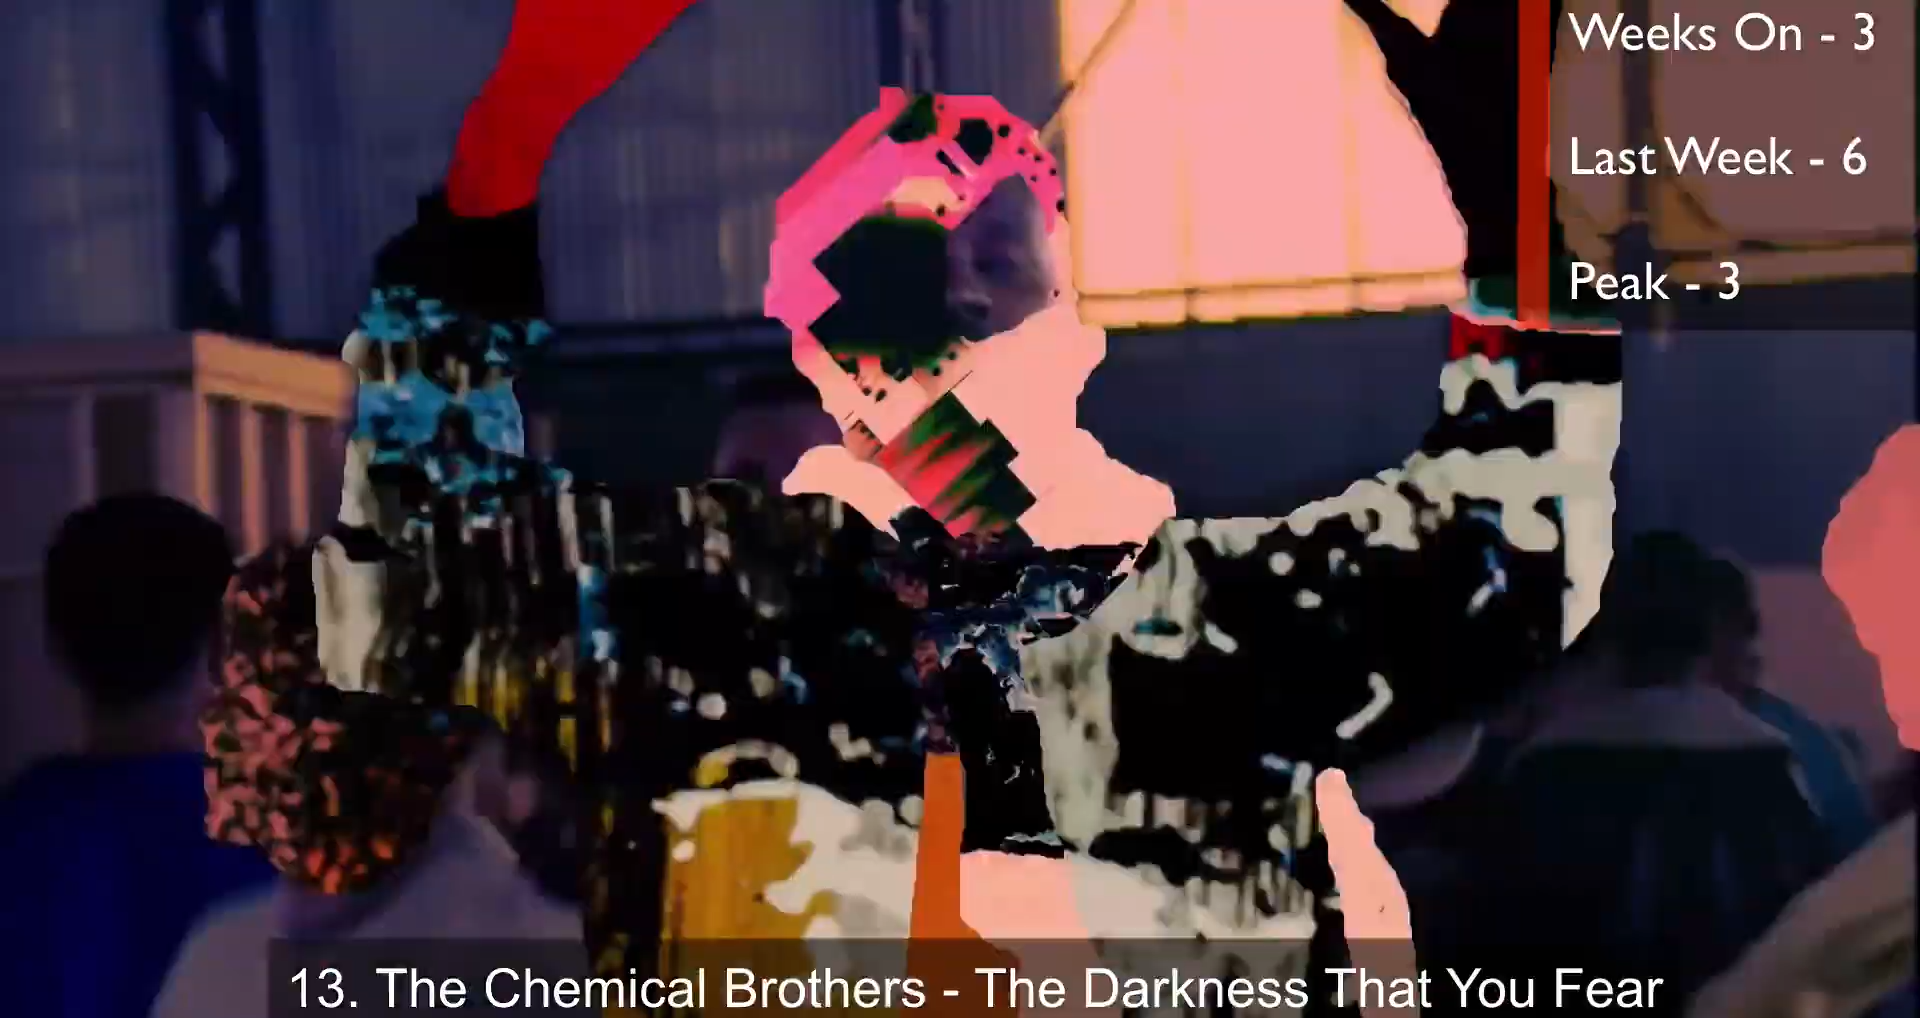 Weeks On - 3
Last Week - 6
Peak - 3
13. The Chemical Brothers - The Darkness That You Fear